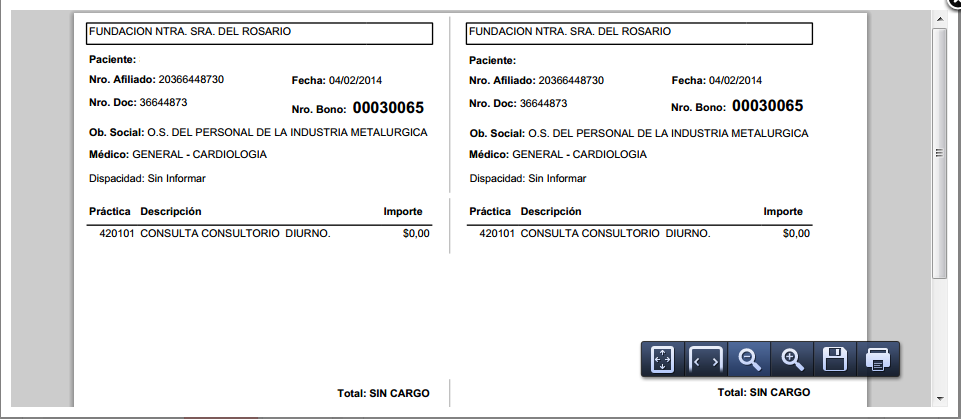 FUNDACION NTRA. SRA. DEL ROSARIO
Paciente:
Nro. Afiliado: 20366448730 Fecha: 04/02/2014
Nro. Doc: 36644873 Nro. Bono: 00030065
Ob. Social: O.S. DEL PERSONAL DE LA INDUSTRIA METALURGICA
Médico: GENERAL - CARDIOLOGIA
Dispacidad: Sin Informar
Práctica Descripción Importe
420101 CONSULTA CONSULTORIO DIURNO. $0,00
Total: SIN CARGO
FUNDACION NTRA. SRA. DEL ROSARIO
Paciente:
Nro. Afiliado: 20366448730 Fecha: 04/02/2014
Nro. Doc: 36644873 Nro. Bono: 00030065
Ob. Social: O.S. DEL PERSONAL DE LA INDUSTRIA METALURGICA
Médico: GENERAL - CARDIOLOGIA
Dispacidad: Sin Informar
Práctica Descripción Importe
420101 CONSULTA CONSULTORIO DIURNO. $0,00
Total: SIN CARGO